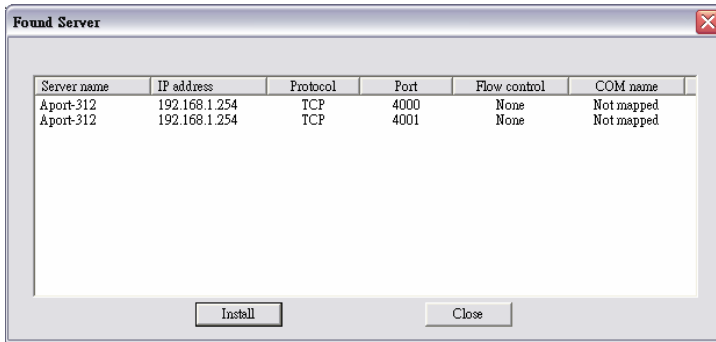 Found Server
Server name IP address Protocol Port Flow control COM name
Aport-312 192.168.1.254 TCP 4000 None Not mapped
Aport-312 192.168.1.254 TCP 4001 None Not mapped
Install Close